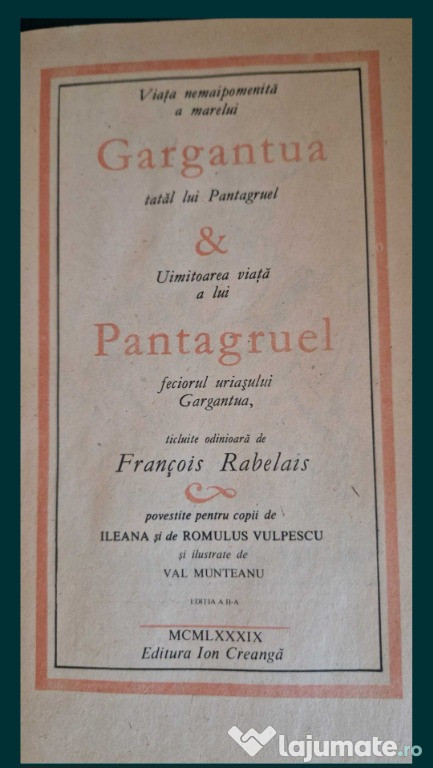 Viața nemaipomenită
a marelui
Gargantua
tatăl lui Pantagruel
&
Uimitoarea viață
a lui
Pantagruel
feciorul uriașului
Gargantua,
ticluite odinioară de
François Rabelais
povestite pentru copii de
ILEANA și de ROMULUS VULPESCU
și ilustrate de
VAL MUNTEANU
EDIȚIA A II-A
MCMLXXXIX
Editura Ion Creangă
lajumate.ro